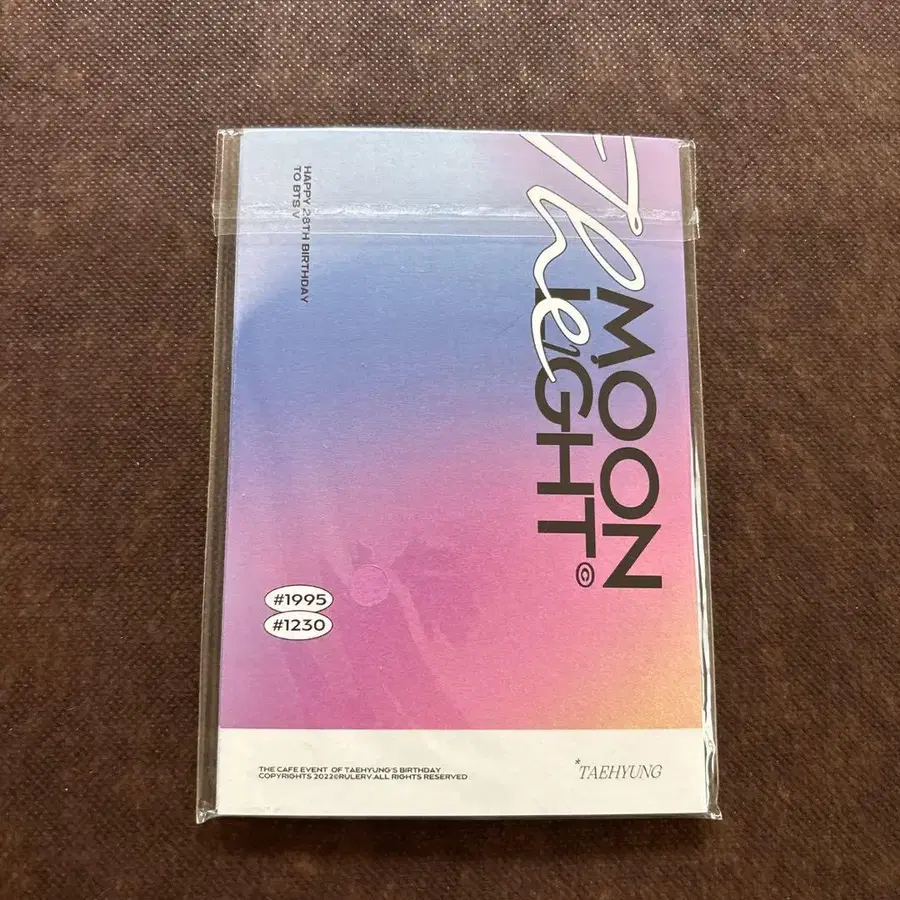 HAPPY 28TH BIRTHDAY
TO BTS V
The
MOON
LIGHT©
#1995
#1230
THE CAFE EVENT OF TAEHYUNG'S BIRTHDAY
COPYRIGHTS 2022©RULERV.ALL RIGHTS RESERVED
*TAEHYUNG